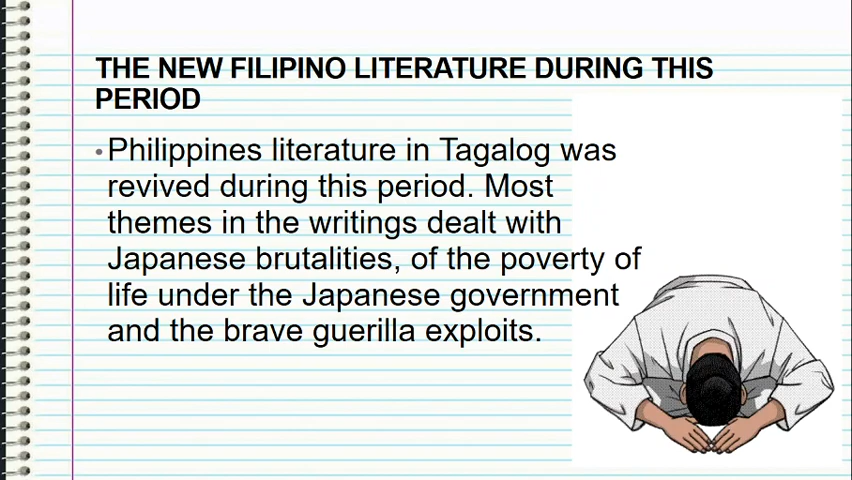 THE NEW FILIPINO LITERATURE DURING THIS
PERIOD
•Philippines literature in Tagalog was
revived during this period. Most
themes in the writings dealt with
Japanese brutalities, of the poverty of
life under the Japanese government
and the brave guerilla exploits.